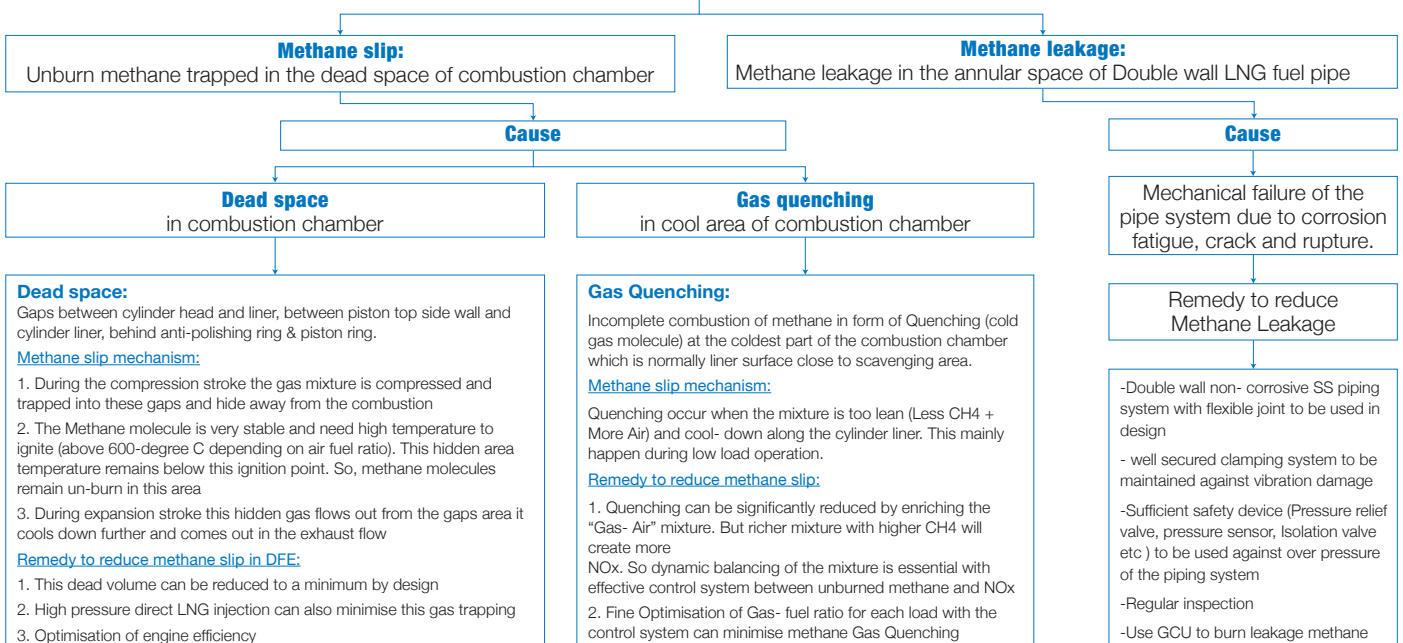 Methane slip:
Unburn methane trapped in the dead space of combustion chamber
Methane leakage:
Methane leakage in the annular space of Double wall LNG fuel pipe
Cause
Dead space
in combustion chamber
Gas quenching
in cool area of combustion chamber
Dead space:
Gaps between cylinder head and liner, between piston top side wall and
cylinder liner, behind anti-polishing ring & piston ring.
Methane slip mechanism:
1. During the compression stroke the gas mixture is compressed and
trapped into these gaps and hide away from the combustion
2. The Methane molecule is very stable and need high temperature to
ignite (above 600-degree C depending on air fuel ratio). This hidden area
temperature remains below this ignition point. So, methane molecules
remain un-burn in this area
3. During expansion stroke this hidden gas flows out from the gaps area it
cools down further and comes out in the exhaust flow
Remedy to reduce methane slip in DFE:
1. This dead volume can be reduced to a minimum by design
2. High pressure direct LNG injection can also minimise this gas trapping
3. Optimisation of engine efficiency
Gas Quenching:
Incomplete combustion of methane in form of Quenching (cold
gas molecule) at the coldest part of the combustion chamber
which is normally liner surface close to scavenging area.
Methane slip mechanism:
Quenching occur when the mixture is too lean (Less CH4 +
More Air) and cool- down along the cylinder liner. This mainly
happen during low load operation.
Remedy to reduce methane slip:
1. Quenching can be significantly reduced by enriching the
“Gas- Air” mixture. But richer mixture with higher CH4 will
create more
NOx. So dynamic balancing of the mixture is essential with
effective control system between unburned methane and NOx
2. Fine Optimisation of Gas- fuel ratio for each load with the
control system can minimise methane Gas Quenching
Cause
Mechanical failure of the
pipe system due to corrosion
fatigue, crack and rupture.
Remedy to reduce
Methane Leakage
-Double wall non- corrosive SS piping
system with flexible joint to be used in
design
- well secured clamping system to be
maintained against vibration damage
-Sufficient safety device (Pressure relief
valve, pressure sensor, Isolation valve
etc ) to be used against over pressure
of the piping system
-Regular inspection
-Use GCU to burn leakage methane